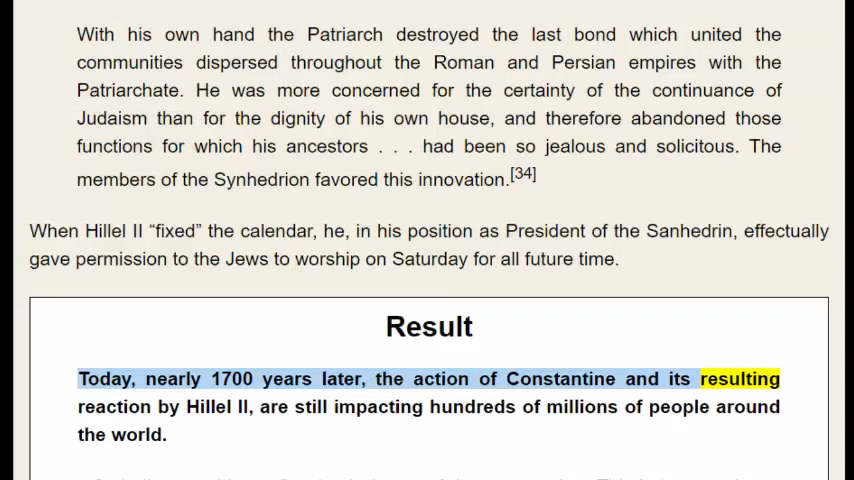 With his own hand the Patriarch destroyed the last bond which united the
communities dispersed throughout the Roman and Persian empires with the
Patriarchate. He was more concerned for the certainty of the continuance of
Judaism than for the dignity of his own house, and therefore abandoned those
functions for which his ancestors . . . had been so jealous and solicitous. The
members of the Synhedrion favored this innovation.[34]
When Hillel II “fixed” the calendar, he, in his position as President of the Sanhedrin, effectually
gave permission to the Jews to worship on Saturday for all future time.
Result
Today, nearly 1700 years later, the action of Constantine and its resulting
reaction by Hillel II, are still impacting hundreds of millions of people around
the world.